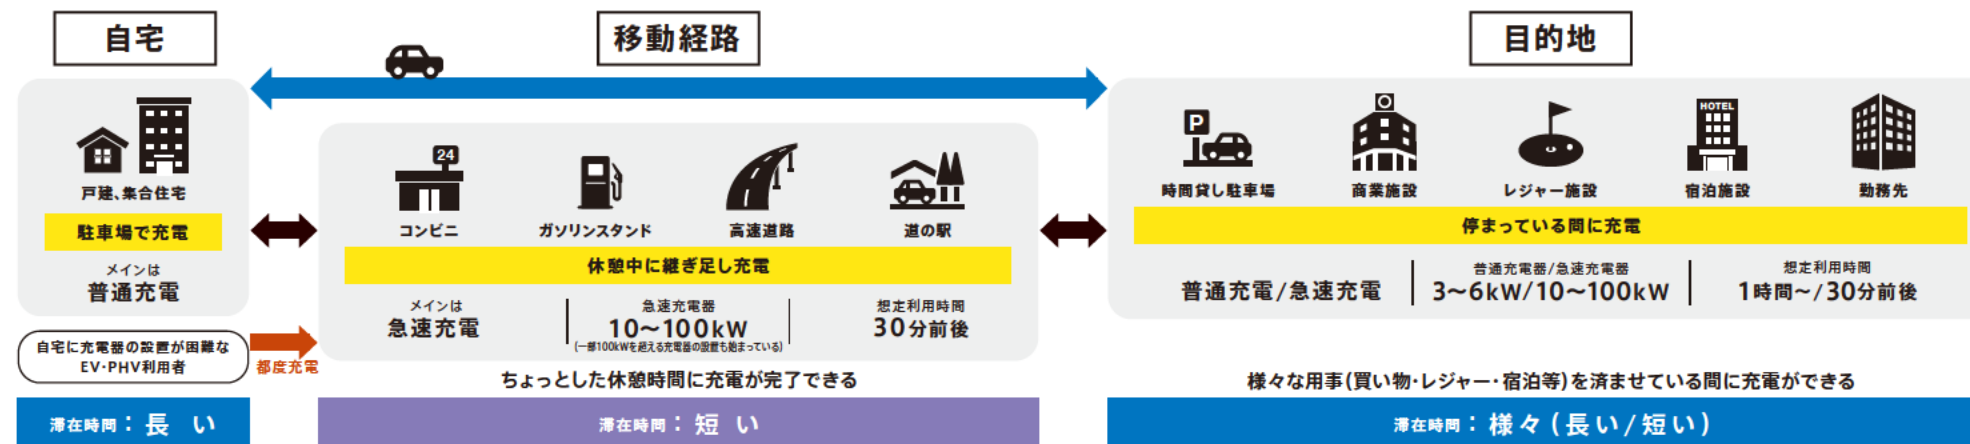 自宅
戸建、集合住宅
駐車場で充電
メインは
普通充電
自宅に充電器の設置が困難な
EV・PHV利用者
都度充電
滞在時間：長い
移動経路
24
コンビニ
ガソリンスタンド
高速道路
道の駅
休憩中に継ぎ足し充電
メインは
急速充電
急速充電器
10〜100kW
(一部100kWを超える充電器の設置も始まっている)
想定利用時間
30分前後
ちょっとした休憩時間に充電が完了できる
滞在時間：短い
目的地
P
HOTEL
時間貸し駐車場
商業施設
レジャー施設
宿泊施設
勤務先
停まっている間に充電
普通充電/急速充電
普通充電器/急速充電器
3〜6kW/10〜100kW
想定利用時間
1時間〜/30分前後
様々な用事(買い物・レジャー・宿泊等)を済ませている間に充電ができる
滞在時間：様々(長い/短い)